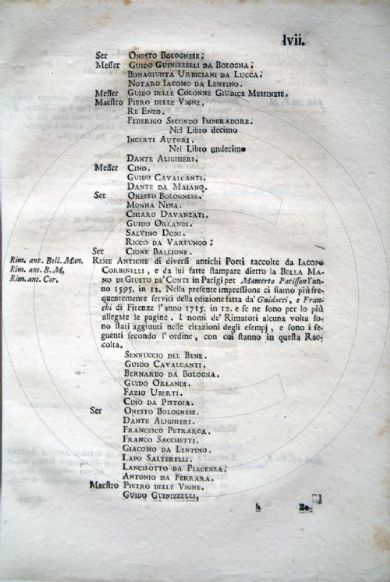 lvii.
Ser ONESTO BOLOGNESE;
Messer GUIDO GUINIZZELLI DA BOLOGNA;
BONAGIUNTA URBICIANI DA LUCCA;
NOTARO IACOMO DA LENTINO.
Messer GUIDO DELLE COLONNE GIUDICE MESSINESE,
Maestro PIERO DELLE VIGNE,
RE ENZO.
FEDERIGO SECONDO IMPERADORE.
Nel Libro decimo
INCERTI AUTORI.
Nel Libro undecimo
DANTE ALIGHIERI.
Messer CINO.
GUIDO CAVALCANTI.
DANTE DA MAIANO.
Ser ONESTO BOLOGNESE.
MONNA NINA.
CHIARO DAVANZATI.
GUIDO ORLANDI.
SALVINO DONI.
RICCO DA VARLUNGO;
Ser CIONE BALLIONE.
Rim. ant. Bell. Man. RIME ANTICHE di diversi antichi Poeti raccolte da IACOPO
Rim. ant. B. M, CORBINELLI, e da lui fatte stampare dietro la BELLA MA-
Rim. ant. Cor, NO DI GIUSTO DE' CONTI in Parigi per Mamerto Patisson l'an-
no 1595. in 12. Nella presente impressione ci siamo più fre-
quentemente servici della edizione fatta da' Guiducci, e Fran-
chi di Firenze l'anno 1715. in 12. e se ne sono per lo più
allegate le pagine. I nomi de' Rimatori alcuna volta so-
no stati aggiunti nelle citazioni degli esempj, e sono i se-
guenti secondo l'ordine, con cui stanno in questa Rac-
colta.
SENNUCCIO DEL BENE.
GUIDO CAVALCANTI.
BERNARDO DA BOLOGNA.
GUIDO ORLANDI.
FAZIO UBERTI.
CINO DA PISTOIA.
Ser ONESTO BOLOGNESE.
DANTE ALIGHIERI.
FRANCESCO PETRARCA.
FRANCO SACCHETTI.
GIACOMO DA LENTINO.
LAPO SALTERELLI.
LANCILOTTO DA PIACENZA;
ANTONIO DA FERRARA.
Maestro PIETRO DELLE VIGNE.
GUIDO GUINIZZELLI,
h